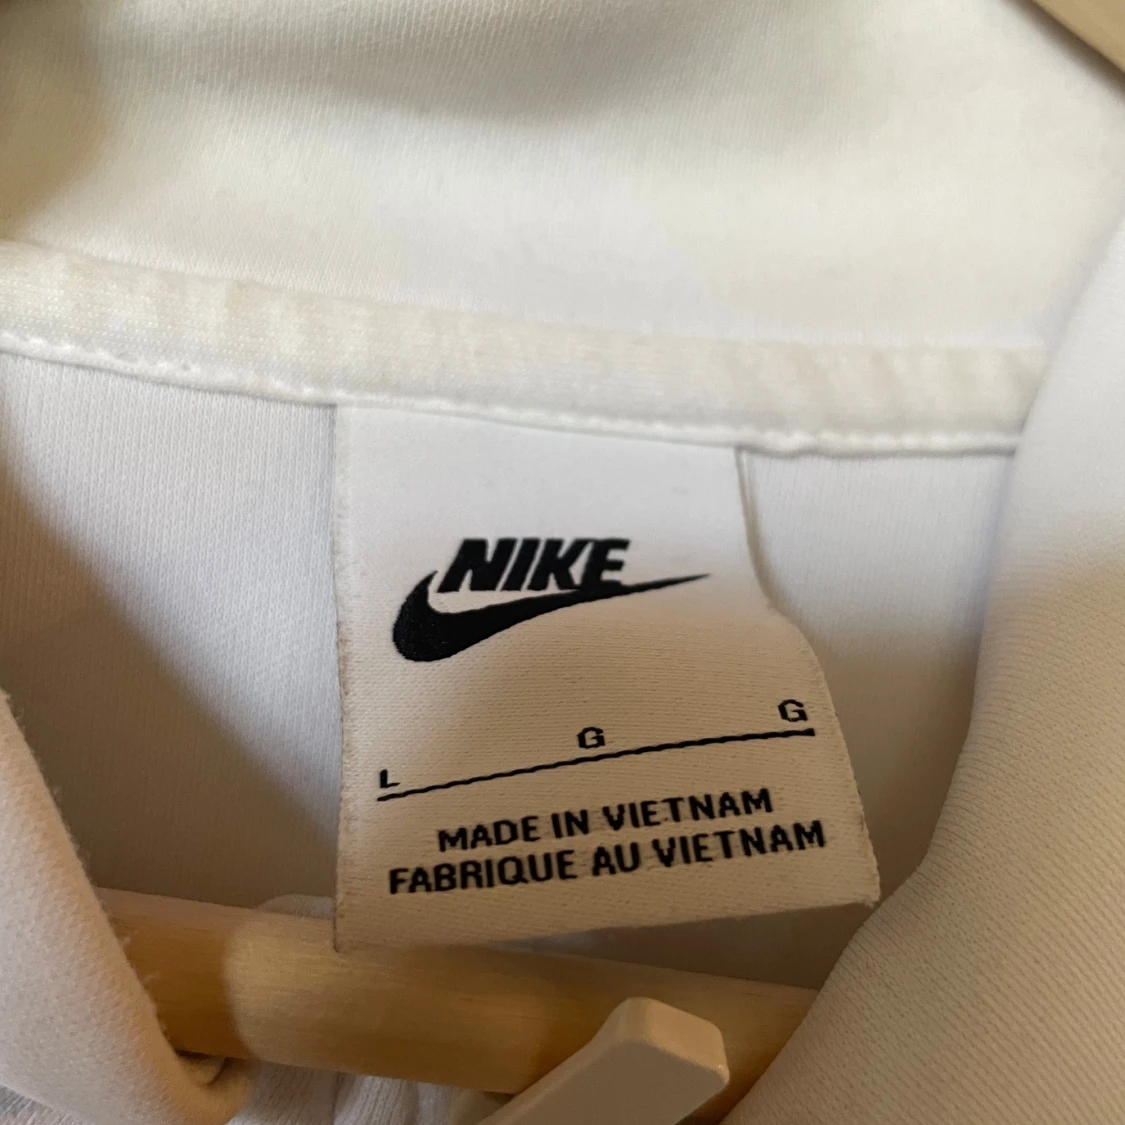 NIKE
L G G
MADE IN VIETNAM
FABRIQUE AU VIETNAM